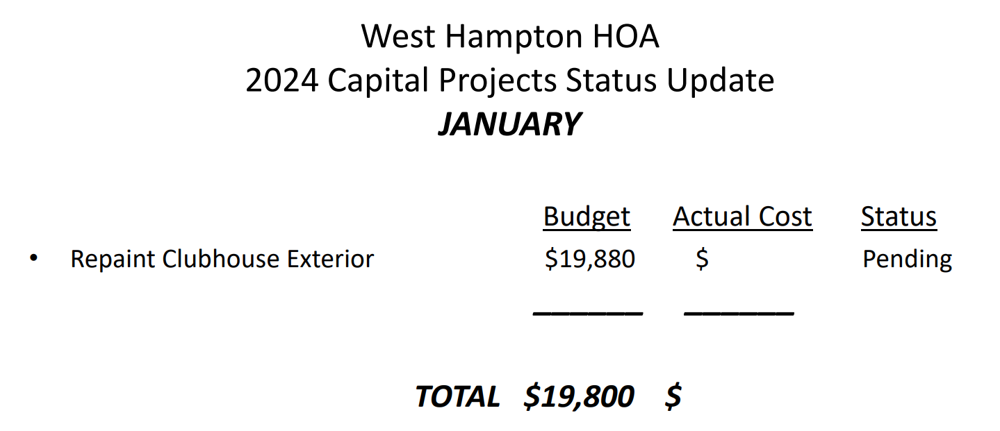 West Hampton HOA
2024 Capital Projects Status Update
JANUARY
Budget Actual Cost Status
• Repaint Clubhouse Exterior $19,880 $ Pending
______ ______
TOTAL $19,800 $